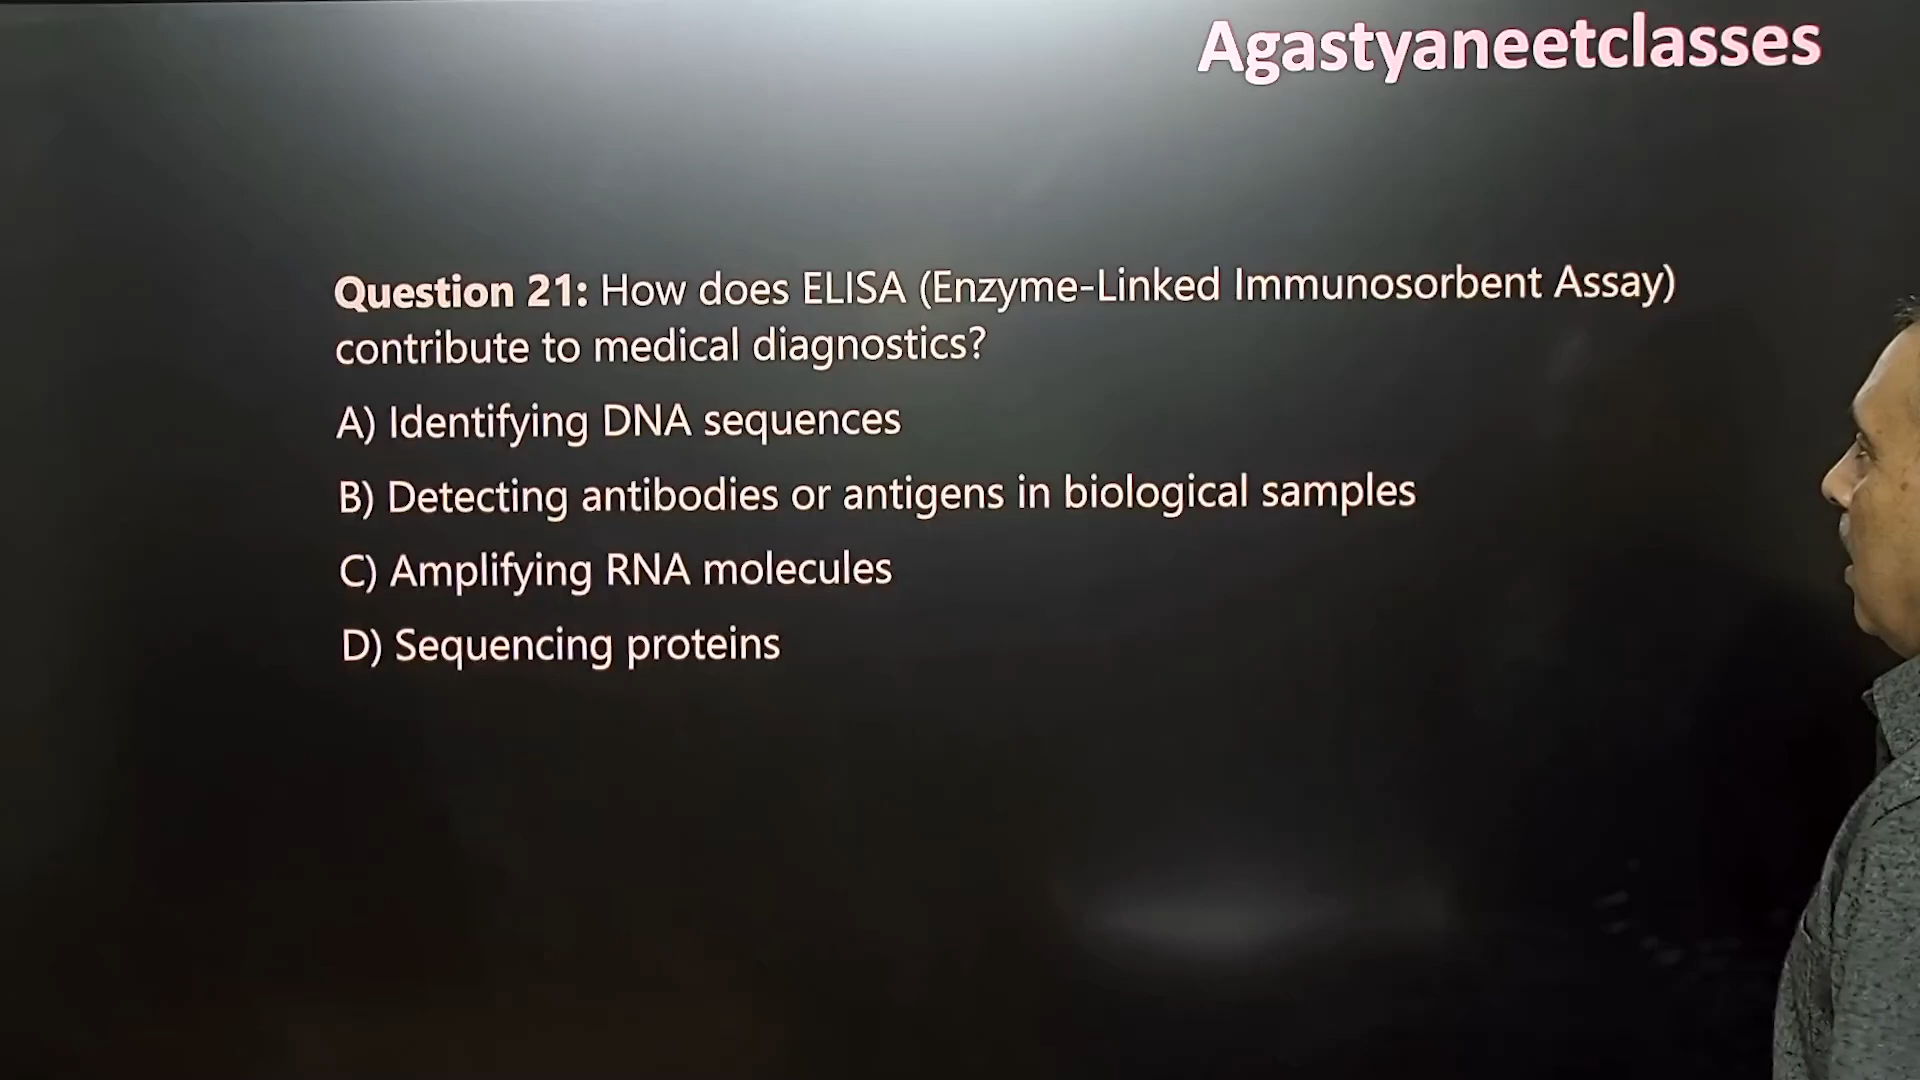 Agastyaneetclasses
Question 21: How does ELISA (Enzyme-Linked Immunosorbent Assay)
contribute to medical diagnostics?
A) Identifying DNA sequences
B) Detecting antibodies or antigens in biological samples
C) Amplifying RNA molecules
D) Sequencing proteins